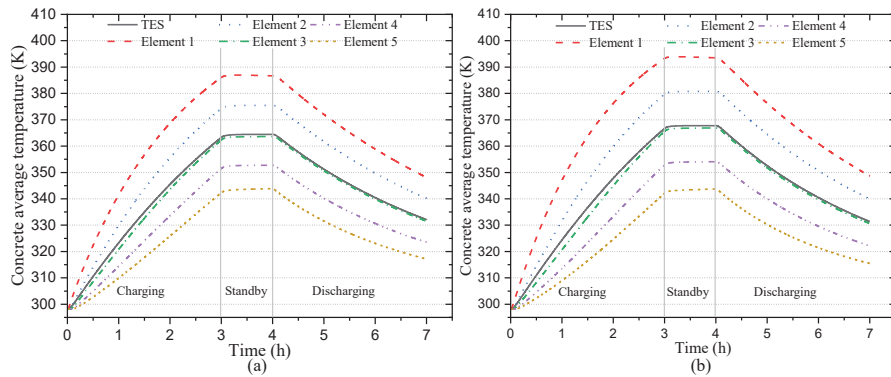 410
400
390
380
370
360
350
340
330
320
310
300
Concrete average temperature (K)
TES
Element 2
Element 4
Element 1
Element 3
Element 5
Charging
Standby
Discharging
0 1 2 3 4 5 6 7
Time (h)
(a)
410
400
390
380
370
360
350
340
330
320
310
300
Concrete average temperature (K)
TES
Element 2
Element 4
Element 1
Element 3
Element 5
Charging
Standby
Discharging
0 1 2 3 4 5 6 7
Time (h)
(b)